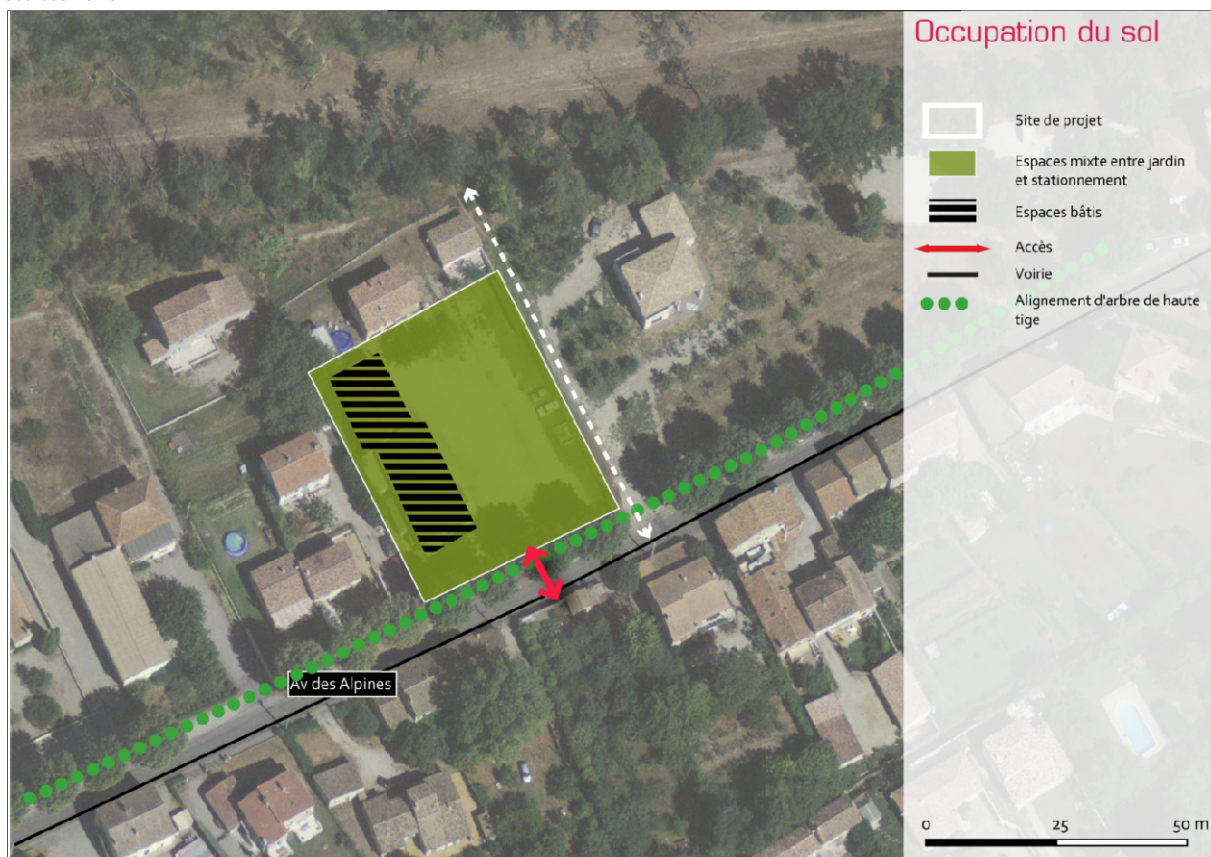 Occupation du sol
Site de projet
Espaces mixte entre jardin
et stationnement
Espaces bâtis
Accès
Voirie
Alignement d'arbre de haute
tige
Av des Alpines
0 25 50 m